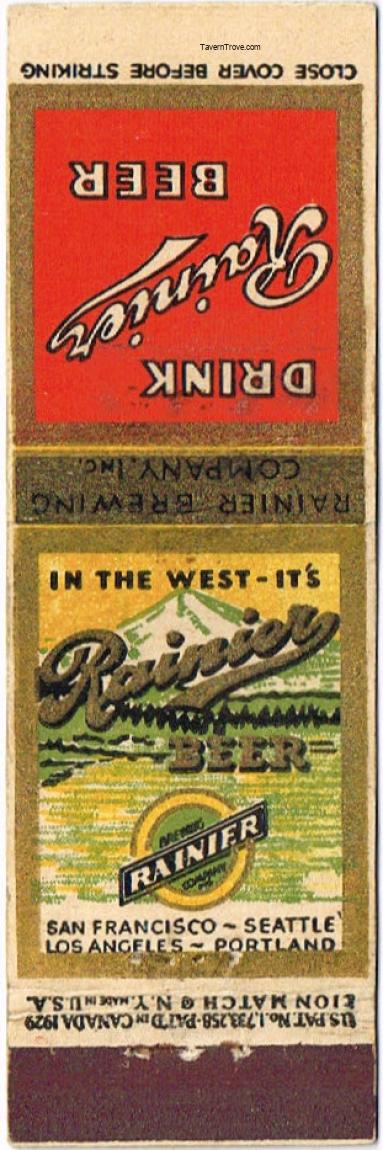 TavernTrove.com
CLOSE COVER BEFORE STRIKING
DRINK
Rainier
BEER
RAINIER BREWING
COMPANY, INC.
IN THE WEST - IT'S
Rainier
BEER
BREWING
RAINIER
COMPANY
INC
SAN FRANCISCO ~ SEATTLE
LOS ANGELES ~ PORTLAND
U.S. PAT. No. 1,733,258 - PAT'D IN CANADA 1929
LION MATCH @ N.Y. MADE IN U.S.A.